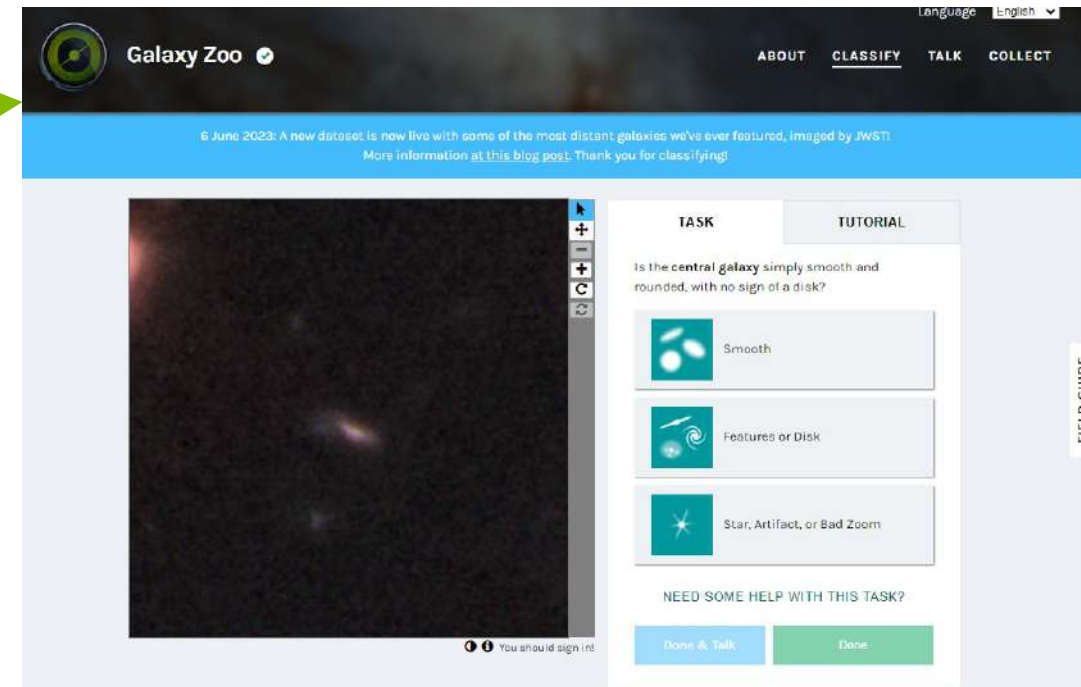 Language English
Galaxy Zoo
ABOUT CLASSIFY TALK COLLECT
6 June 2023: A new dataset is now live with some of the most distant galaxies we've ever featured, imaged by JWST!
More information at this blog post. Thank you for classifying!
TASK TUTORIAL
Is the central galaxy simply smooth and
rounded, with no sign of a disk?
Smooth
Features or Disk
Star, Artifact, or Bad Zoom
NEED SOME HELP WITH THIS TASK?
Done & Talk Done
You should sign in!
FIELD GUIDE